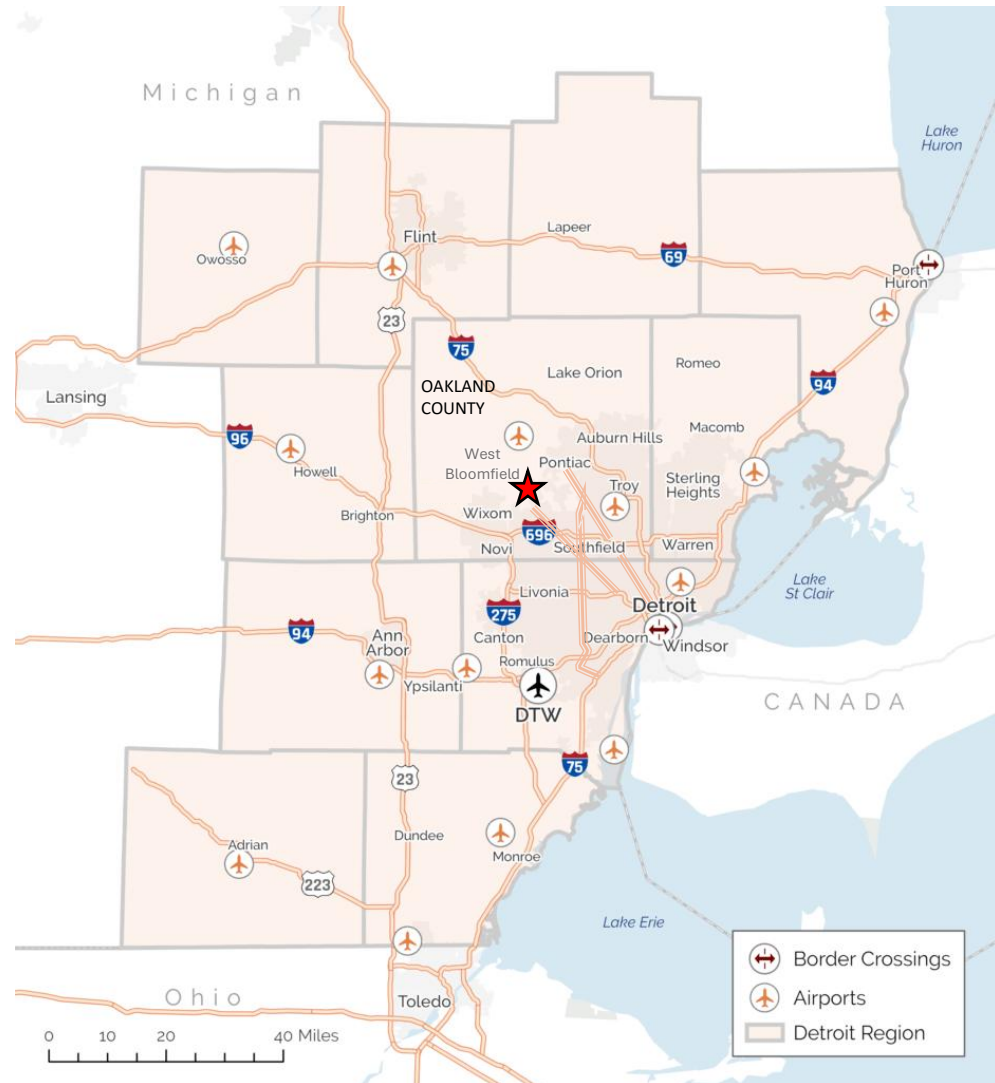 Michigan
Lake
Huron
Flint
Lapeer
Owosso
69
Port
Huron
23
75
Lake Orion
Romeo
94
OAKLAND
COUNTY
Lansing
96
Howell
Auburn Hills
Macomb
West
Bloomfield
Pontiac
Troy
Sterling
Heights
Wixom
Brighton
696
Novi
Southfield
Warren
Lake
St Clair
Livonia
Detroit
275
94
Ann
Arbor
Canton
Dearborn
Windsor
Romulus
Ypsilanti
DTW
CANADA
75
23
Dundee
Monroe
Adrian
223
Lake Erie
Border Crossings
Airports
Detroit Region
Ohio
Toledo
0 10 20 40 Miles